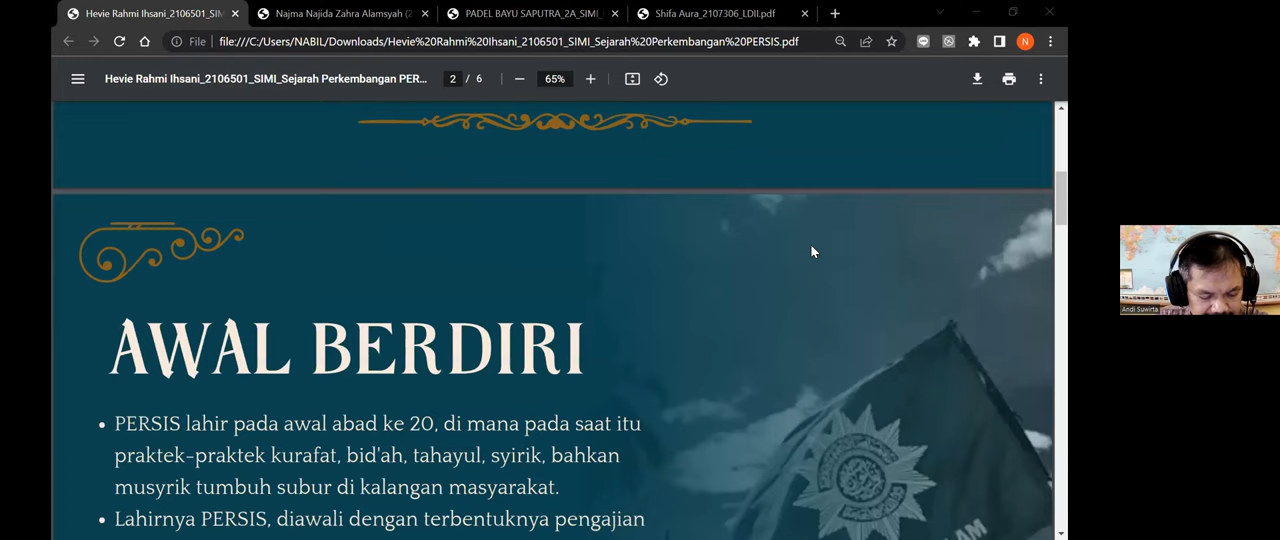 Hevie Rahmi Ihsani_2106501_SIM
Najma Najida Zahra Alamsyah (2
PADEL BAYU SAPUTRA_2A_SIMI_
Shifa Aura_2107306_LDII.pdf
File
file:///C:/Users/NABIL/Downloads/Hevie%20Rahmi%20Ihsani_2106501_SIMI_Sejarah%20Perkembangan%20PERSIS.pdf
N
Hevie Rahmi Ihsani_2106501_SIMI_Sejarah Perkembangan PER...
2 / 6
65%
AWAL BERDIRI
• PERSIS lahir pada awal abad ke 20, di mana pada saat itu
praktek-praktek kurafat, bid'ah, tahayul, syirik, bahkan
musyrik tumbuh subur di kalangan masyarakat.
• Lahirnya PERSIS, diawali dengan terbentuknya pengajian
Andi Suwirta